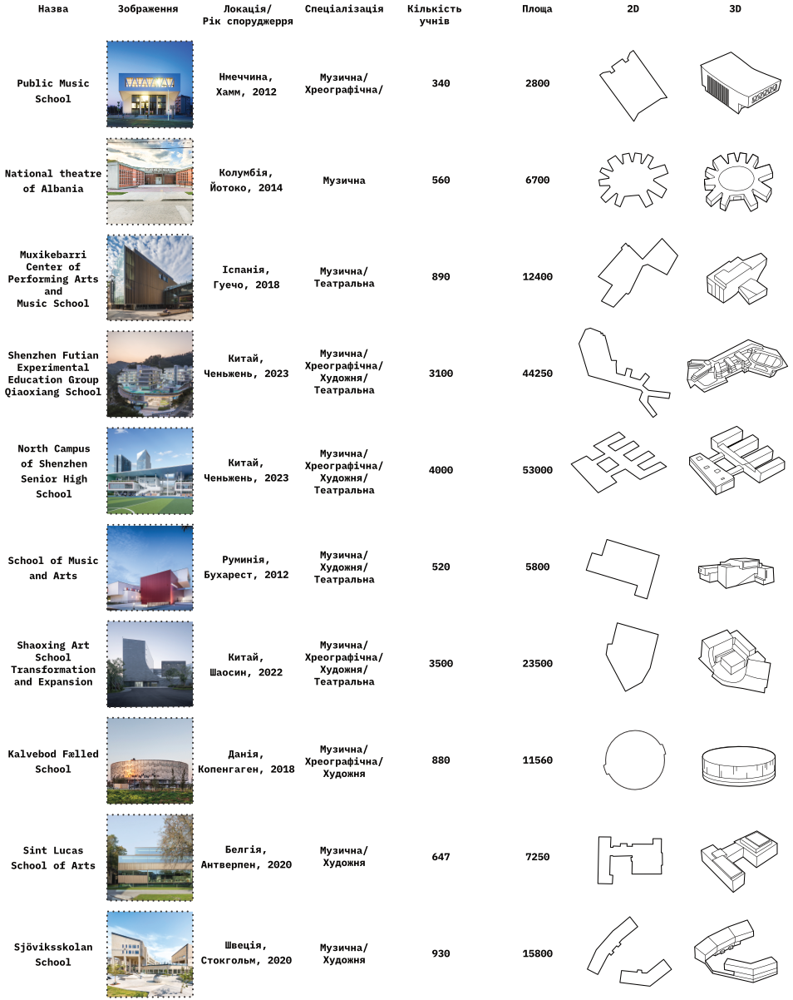 Назва Зображення Локація/ Спеціалізація Кількість Площа 2D 3D
Рік споруджерря учнів
Public Music
School
Нмеччина,
Хамм, 2012
Музична/
Хреографічна/
340
2800
National theatre
of Albania
Колумбія,
Йотоко, 2014
Музична
560
6700
Muxikebarri
Center of
Performing Arts
and
Music School
Іспанія,
Гуечо, 2018
Музична/
Театральна
890
12400
Shenzhen Futian
Experimental
Education Group
Qiaoxiang School
Китай,
Ченьжень, 2023
Музична/
Хреографічна/
Художня/
Театральна
3100
44250
North Campus
of Shenzhen
Senior High
School
Китай,
Ченьжень, 2023
Музична/
Хреографічна/
Художня/
Театральна
4000
53000
School of Music
and Arts
Руминія,
Бухарест, 2012
Музична/
Художня/
Театральна
520
5800
Shaoxing Art
School
Transformation
and Expansion
Китай,
Шаосин, 2022
Музична/
Хреографічна/
Художня/
Театральна
3500
23500
Kalvebod Fælled
School
Данія,
Копенгаген, 2018
Музична/
Хреографічна/
Художня
880
11560
Sint Lucas
School of Arts
Белгія,
Антверпен, 2020
Музична/
Художня
647
7250
Sjöviksskolan
School
Швеція,
Стокгольм, 2020
Музична/
Художня
930
15800